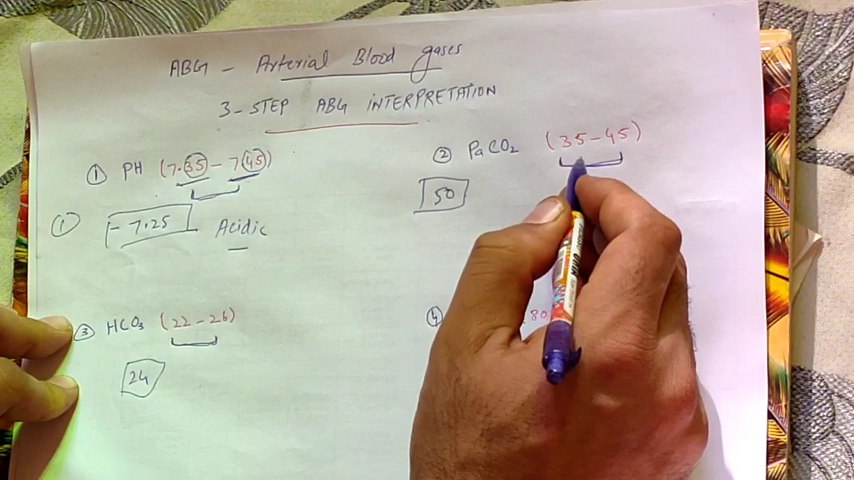 ABG - Arterial Blood gases
3-STEP ABG INTERPRETATION
① PH (7.35 - 7.45)
② PaCO₂ (35-45)
50
① - 7.25 Acidic
③ HCO₃ (22-26)
④ 80
24